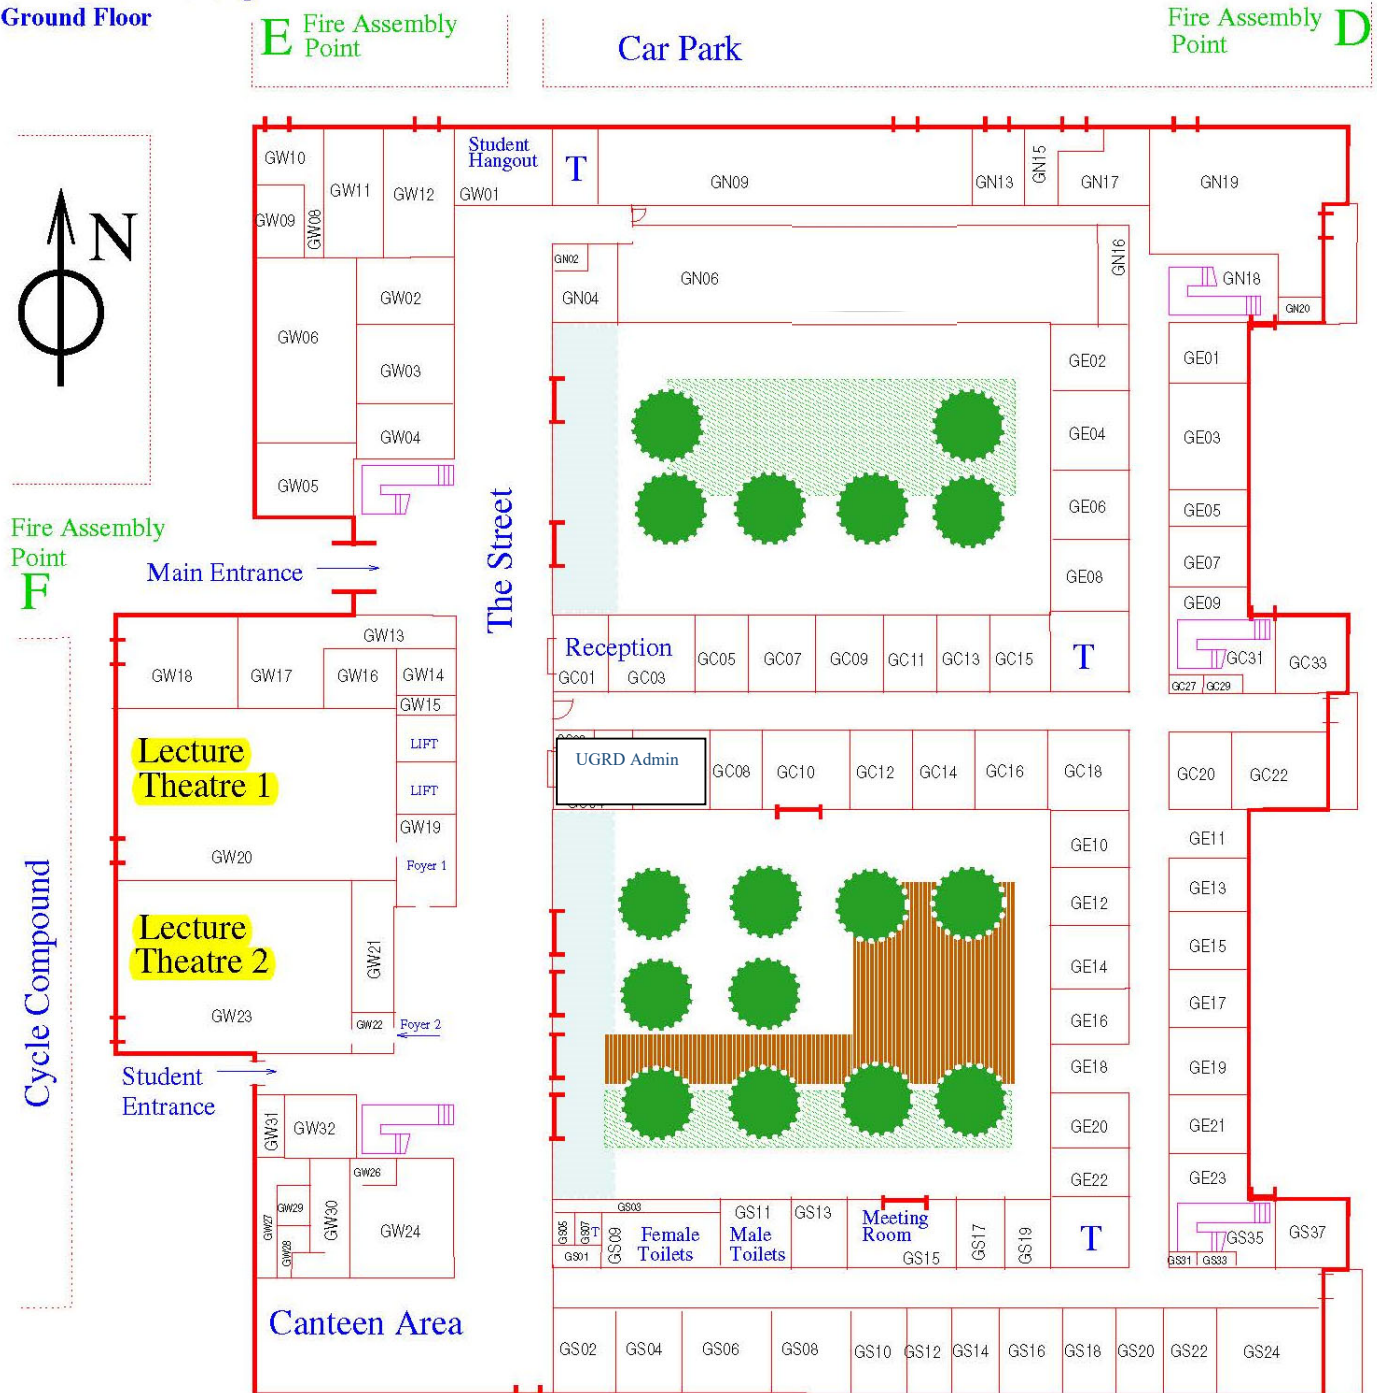 Ground Floor
E Fire Assembly
Point
Car Park
Fire Assembly
Point D
N
GW10
GW09
GW08
GW11
GW12
Student
Hangout
GW01
T
GN09
GN13
GN15
GN17
GN19
GN02
GN04
GN06
GN16
GN18
GN20
GW02
GW06
GW03
GW04
GW05
GE02
GE04
GE06
GE08
GE01
GE03
GE05
GE07
GE09
The Street
Fire Assembly
Point
F
Main Entrance
GW13
GW18
GW17
GW16
GW14
GW15
Reception
GC01
GC03
GC05
GC07
GC09
GC11
GC13
GC15
T
GC31
GC33
GC27
GC29
Lecture
Theatre 1
LIFT
LIFT
GW19
GW20
Foyer 1
UGRD Admin
GC08
GC10
GC12
GC14
GC16
GC18
GC20
GC22
Cycle Compound
Lecture
Theatre 2
GW21
GW23
GW22
Foyer 2
GE10
GE12
GE14
GE16
GE18
GE20
GE22
GE11
GE13
GE15
GE17
GE19
GE21
GE23
Student
Entrance
GW31
GW32
GW26
GW27
GW29
GW28
GW30
GW24
GS03
GS05
GS07
T
GS01
GS09
Female
Toilets
GS11
Male
Toilets
GS13
Meeting
Room
GS15
GS17
GS19
T
GS35
GS37
GS31
GS33
Canteen Area
GS02
GS04
GS06
GS08
GS10
GS12
GS14
GS16
GS18
GS20
GS22
GS24